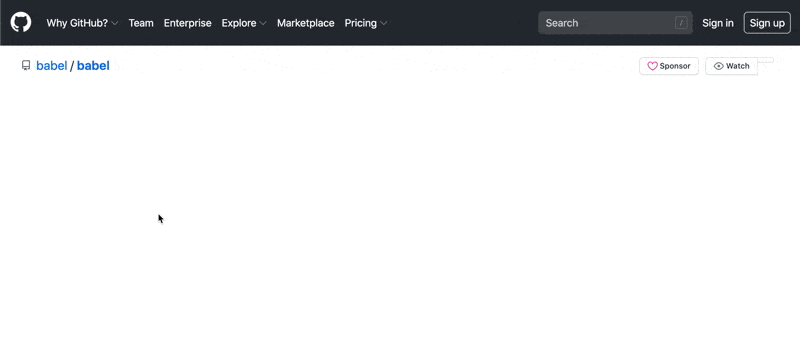 Why GitHub? Team Enterprise Explore Marketplace Pricing Search / Sign in Sign up
babel / babel Sponsor Watch